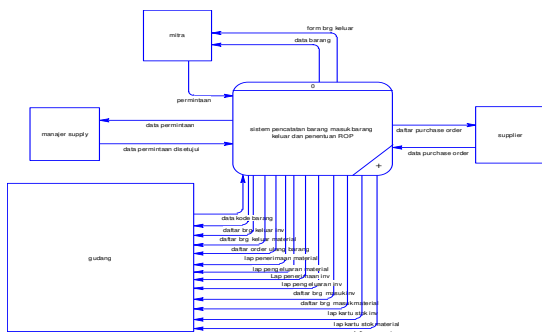 form brg keluar
mitra
data barang
0
permintaan
sistem pencatatan barang masuk barang
keluar dan penentuan ROP
manajer supply
data permintaan
data permintaan disetujui
daftar purchase order
supplier
data purchase order
+
gudang
data kode barang
daftar brg keluar inv
daftar brg keluar material
daftar order ulang barang
lap penerimaan material
lap pengeluaran material
Lap penerimaan inv
lap pengeluaran inv
daftar brg masuk inv
daftar brg masuk material
lap kartu stok inv
lap kartu stok material